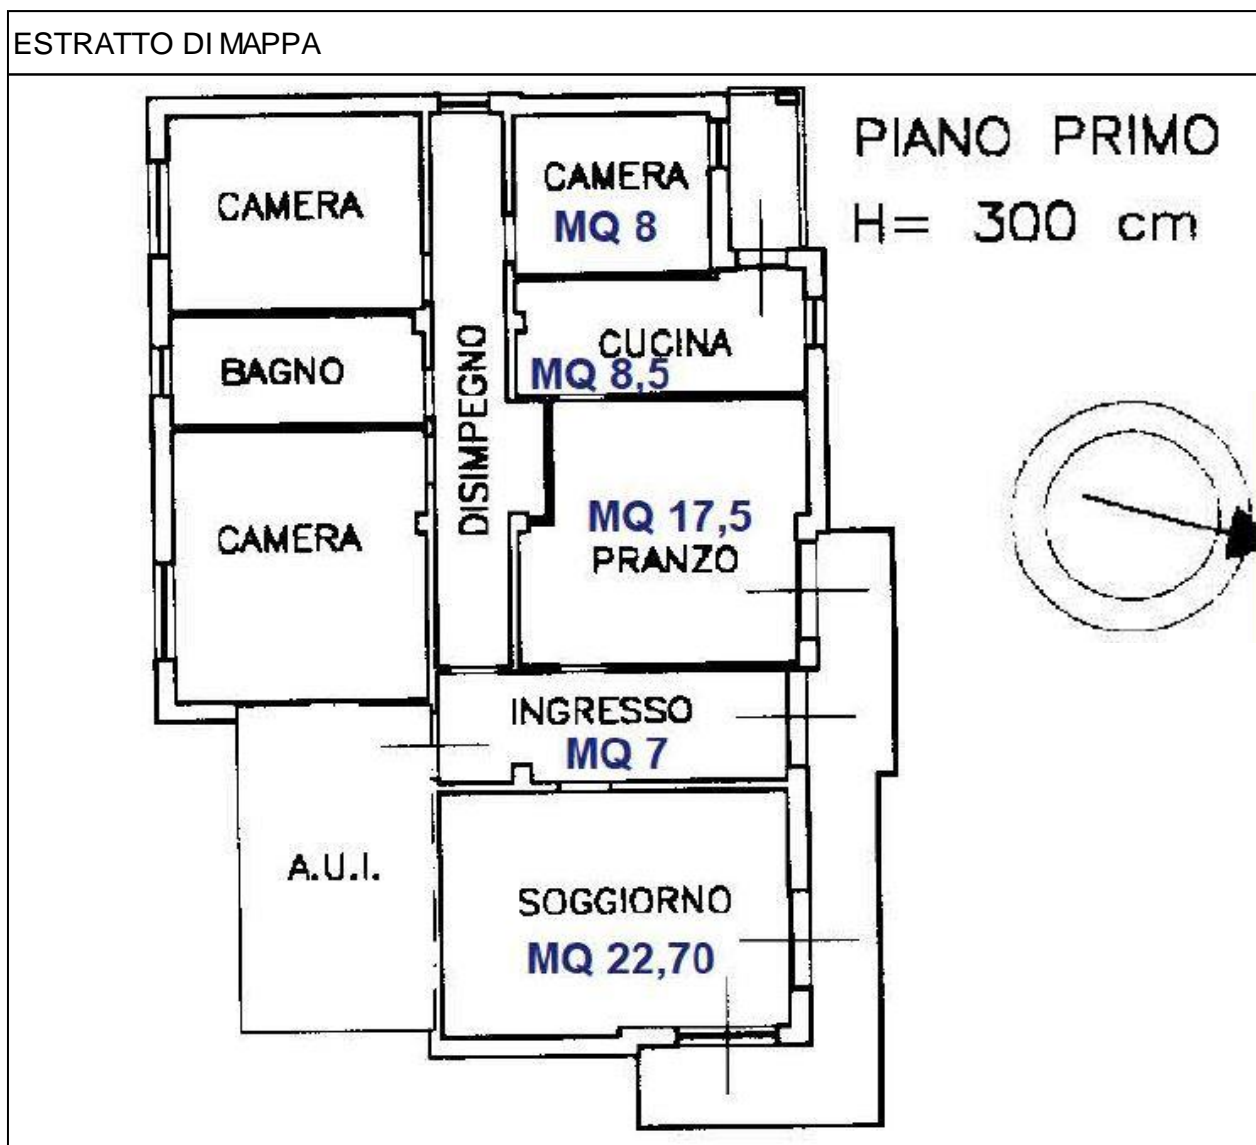 ESTRATTO DI MAPPA
PIANO PRIMO
H= 300 cm
CAMERA
CAMERA
MQ 8
BAGNO
DISIMPEGNO
CUCINA
MQ 8,5
CAMERA
MQ 17,5
PRANZO
INGRESSO
MQ 7
A.U.I.
SOGGIORNO
MQ 22,70